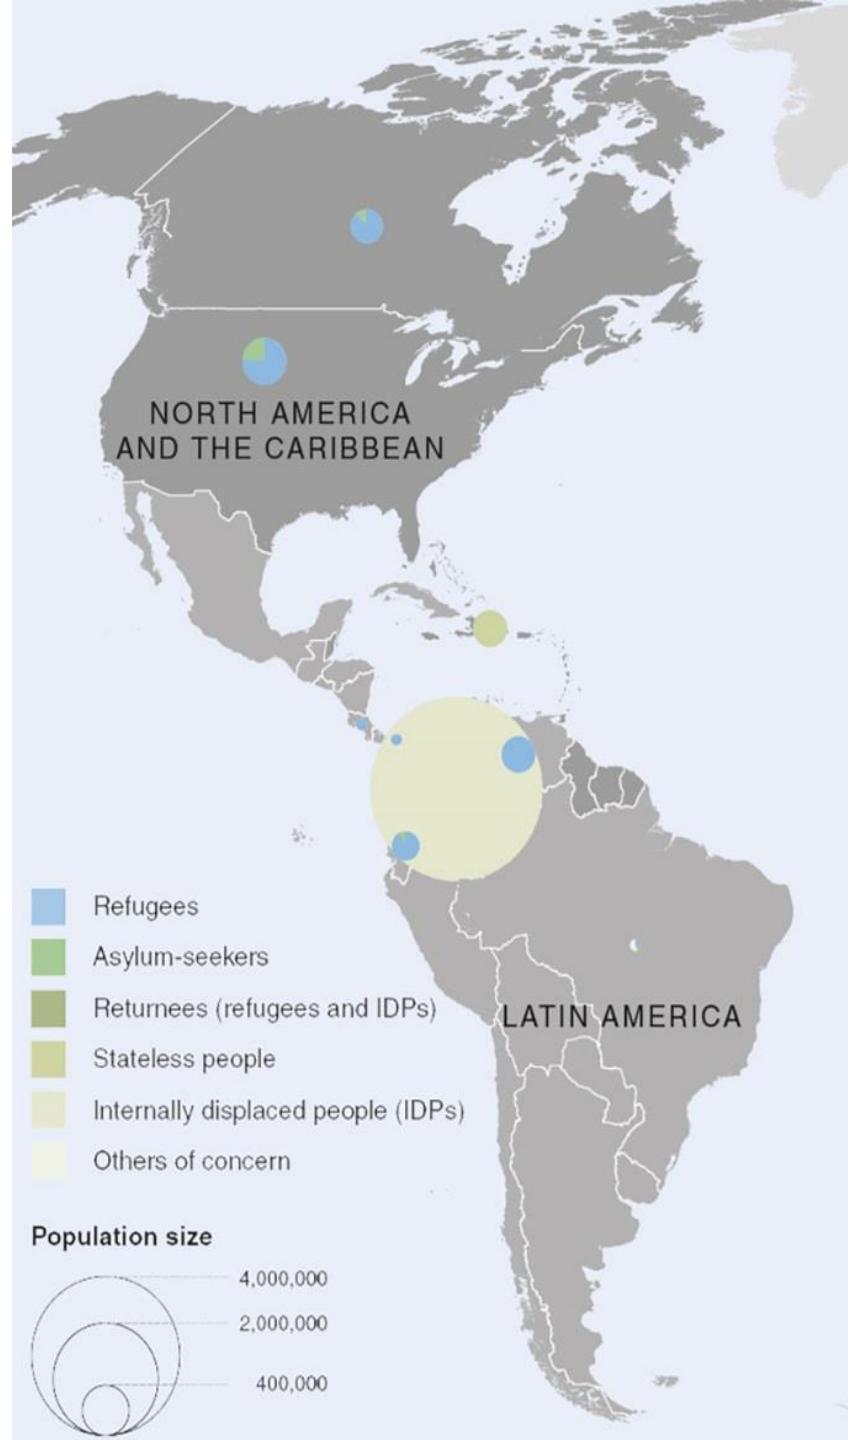 NORTH AMERICA
AND THE CARIBBEAN
LATIN AMERICA
Refugees
Asylum-seekers
Returnees (refugees and IDPs)
Stateless people
Internally displaced people (IDPs)
Others of concern
Population size
4,000,000
2,000,000
400,000